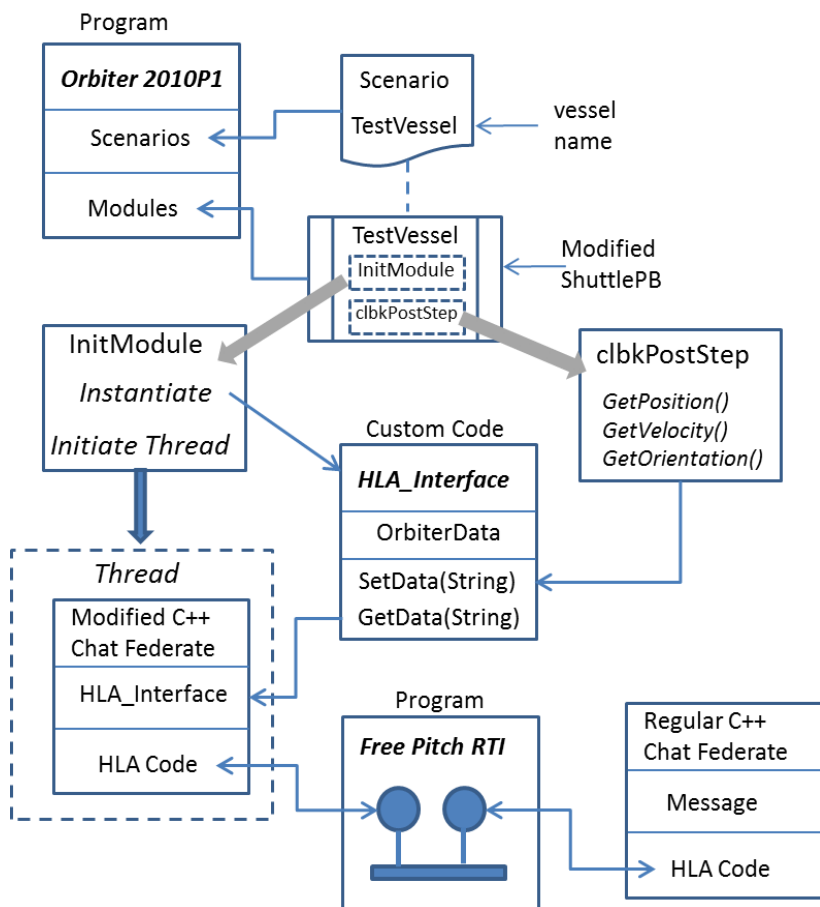 Program
Orbiter 2010P1
Scenarios
Modules
Scenario
TestVessel
vessel
name
TestVessel
InitModule
clbkPostStep
Modified
ShuttlePB
InitModule
Instantiate
Initiate Thread
clbkPostStep
GetPosition()
GetVelocity()
GetOrientation()
Custom Code
HLA_Interface
OrbiterData
SetData(String)
GetData(String)
Thread
Modified C++
Chat Federate
HLA_Interface
HLA Code
Program
Free Pitch RTI
Regular C++
Chat Federate
Message
HLA Code